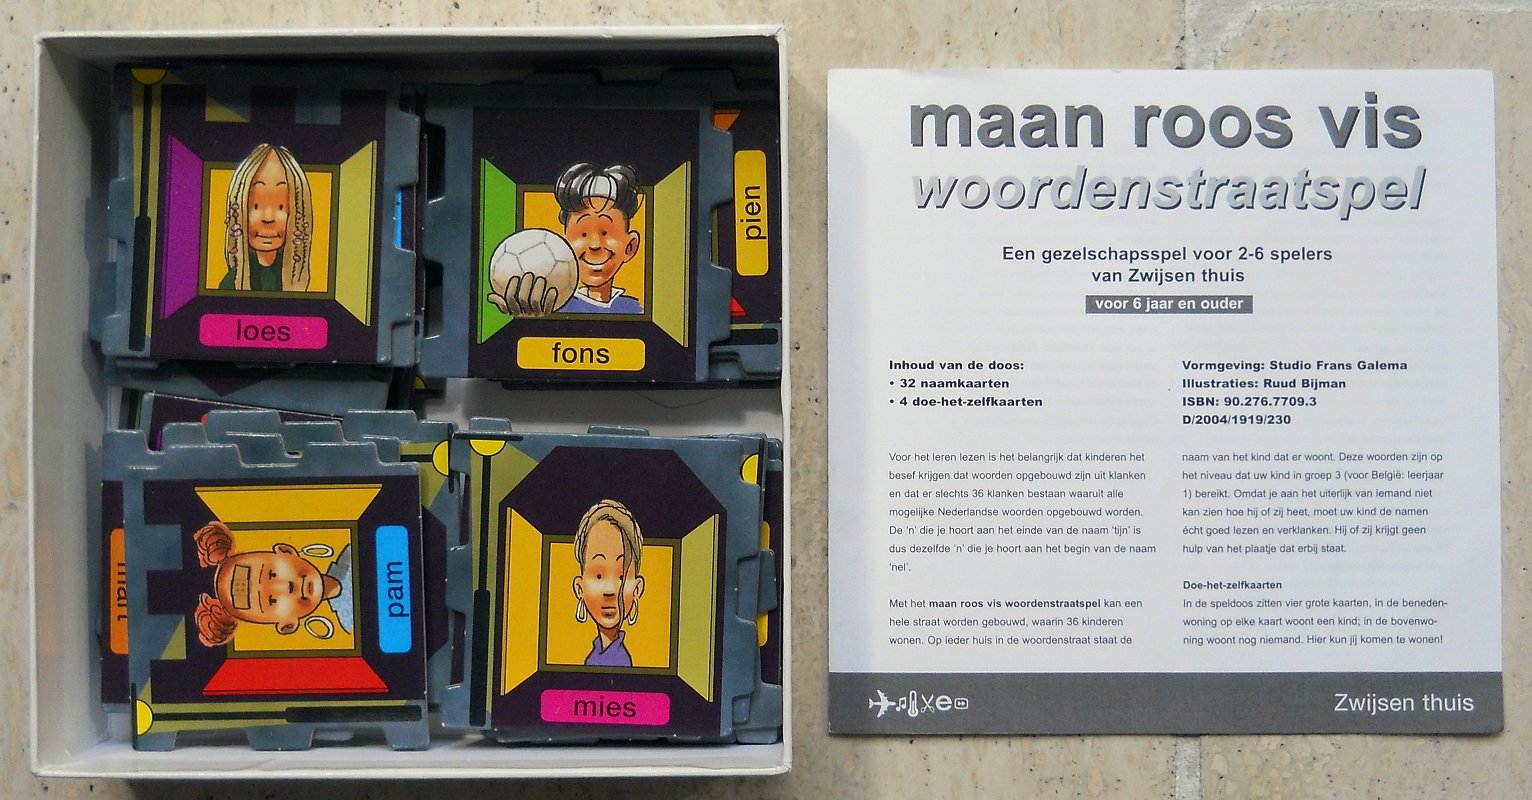 loes
fons
pien
mart
pam
mies
maan roos vis
woordenstraatspel
Een gezelschapsspel voor 2-6 spelers
van Zwijsen thuis
voor 6 jaar en ouder
Inhoud van de doos:
• 32 naamkaarten
• 4 doe-het-zelfkaarten
Vormgeving: Studio Frans Galema
Illustraties: Ruud Bijman
ISBN: 90.276.7709.3
D/2004/1919/230
Voor het leren lezen is het belangrijk dat kinderen het
besef krijgen dat woorden opgebouwd zijn uit klanken
en dat er slechts 36 klanken bestaan waaruit alle
mogelijke Nederlandse woorden opgebouwd worden.
De 'n' die je hoort aan het einde van de naam 'tijn' is
dus dezelfde 'n' die je hoort aan het begin van de naam
'nel'.
Met het maan roos vis woordenstraatspel kan een
hele straat worden gebouwd, waarin 36 kinderen
wonen. Op ieder huis in de woordenstraat staat de
naam van het kind dat er woont. Deze woorden zijn op
het niveau dat uw kind in groep 3 (voor België: leerjaar
1) bereikt. Omdat je aan het uiterlijk van iemand niet
kan zien hoe hij of zij heet, moet uw kind de namen
écht goed lezen en verklanken. Hij of zij krijgt geen
hulp van het plaatje dat erbij staat.
Doe-het-zelfkaarten
In de speldoos zitten vier grote kaarten, in de beneden-
woning op elke kaart woont een kind; in de bovenwo-
ning woont nog niemand. Hier kun jij komen te wonen!
Zwijsen thuis